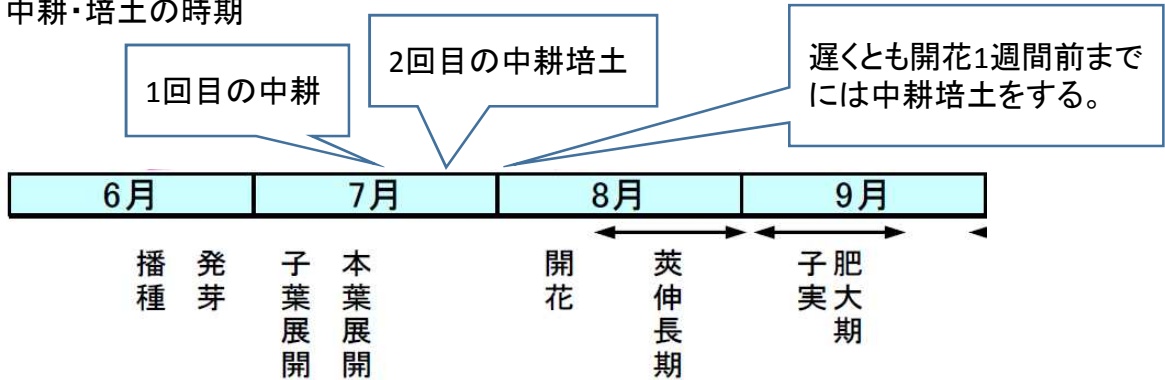 中耕・培土の時期
1回目の中耕
2回目の中耕培土
遅くとも開花1週間前まで
には中耕培土をする。
6月 7月 8月 9月
播種
発芽
子葉展開
本葉展開
開花
莢伸長期
子実
肥大期